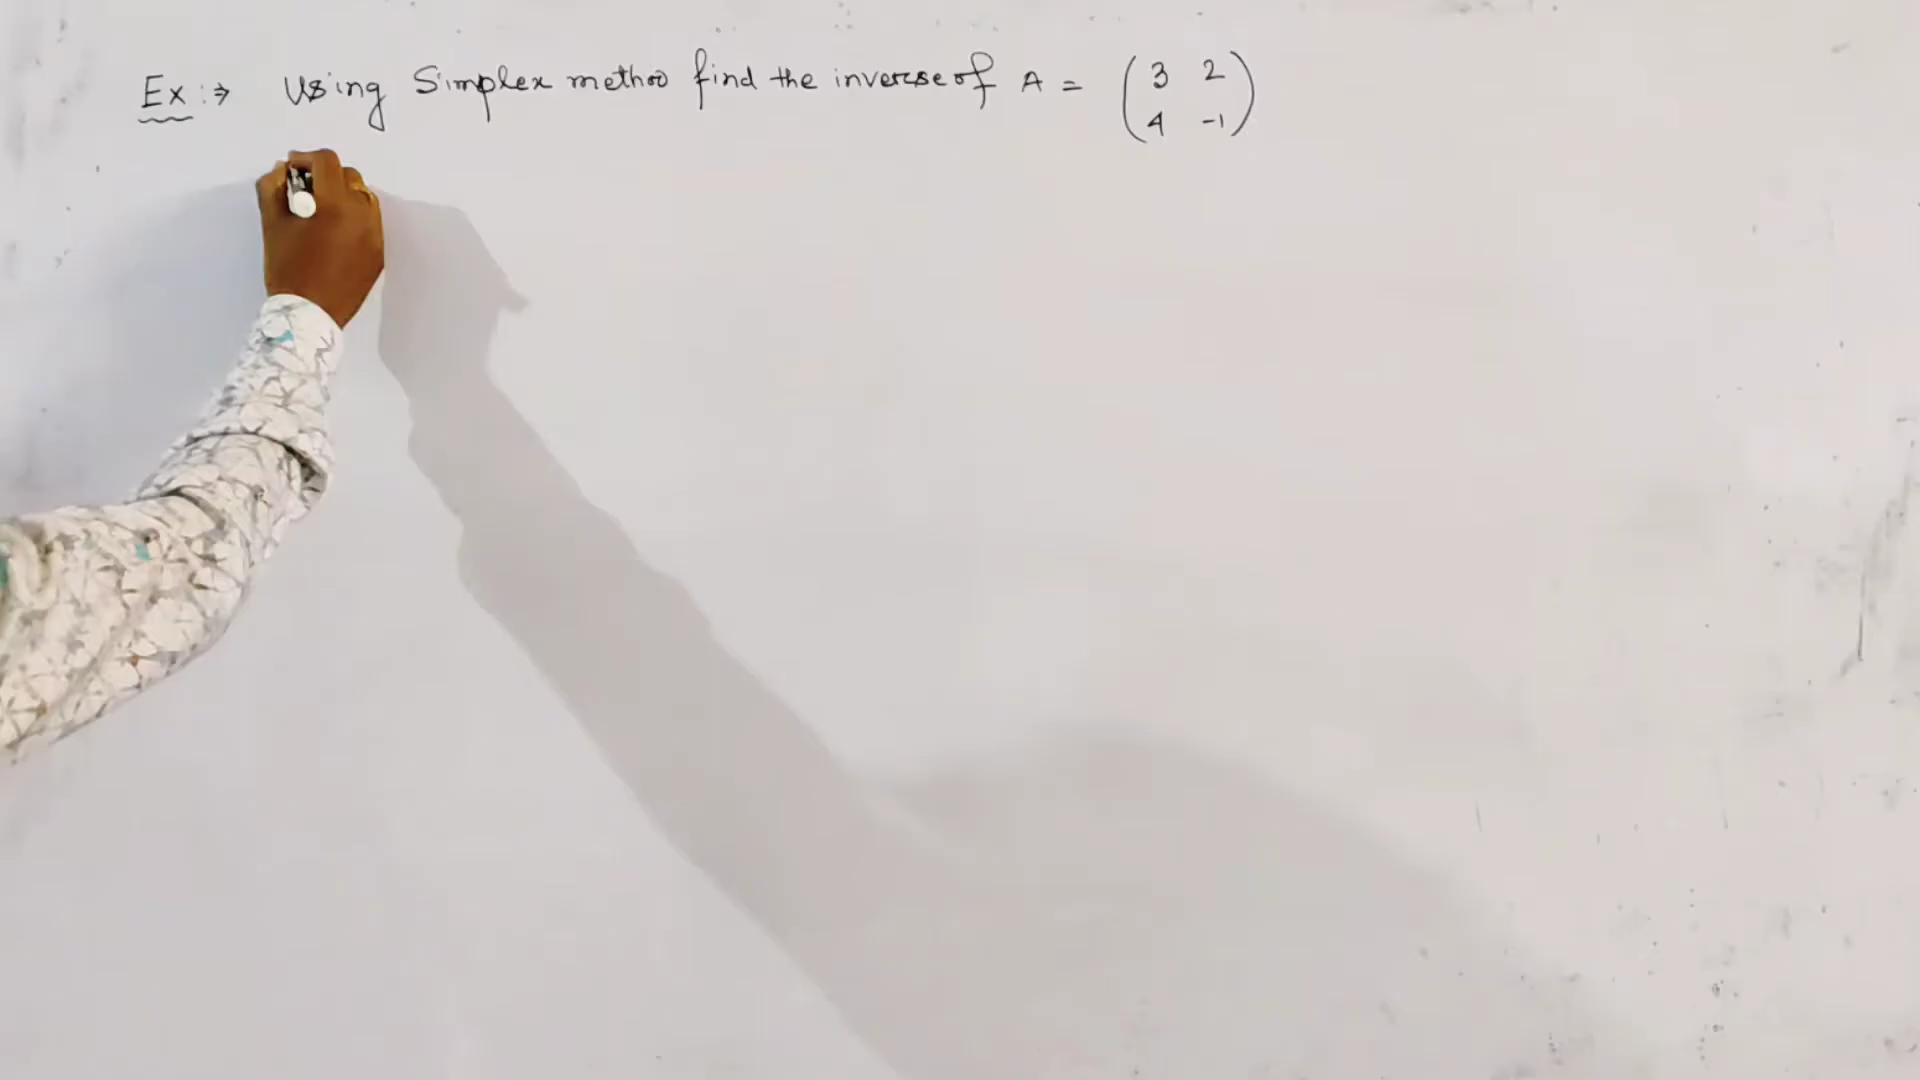 Ex :⇒ Using Simplex metho find the inverse of A = (3 2
4 -1)